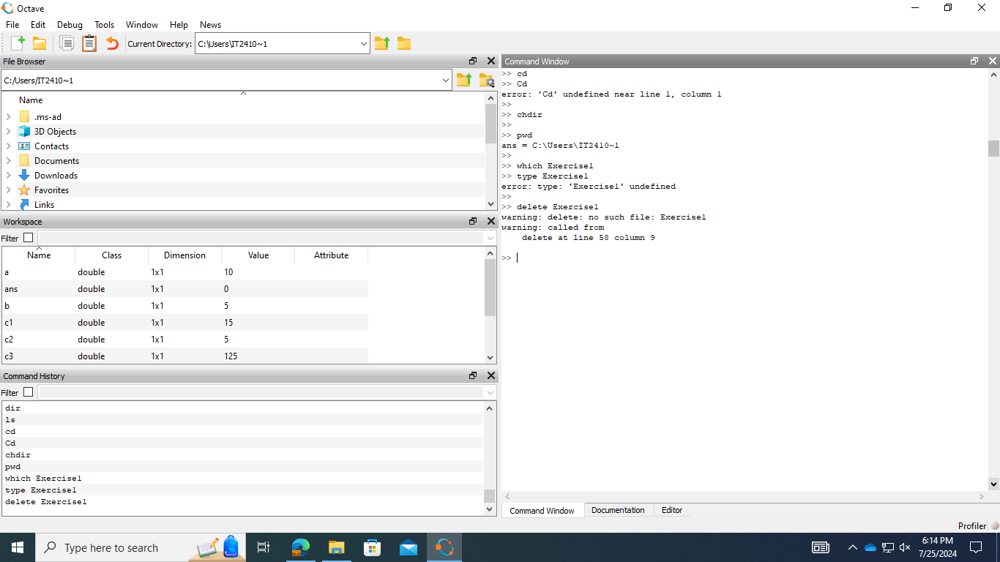 Octave
File Edit Debug Tools Window Help News
Current Directory: C:\Users\IT2410~1
File Browser
C:/Users/IT2410~1
Name
.ms-ad
3D Objects
Contacts
Documents
Downloads
Favorites
Links
Workspace
Filter
Name Class Dimension Value Attribute
a double 1x1 10
ans double 1x1 0
b double 1x1 5
c1 double 1x1 15
c2 double 1x1 5
c3 double 1x1 125
Command History
Filter
dir
ls
cd
Cd
chdir
pwd
which Exercise1
type Exercise1
delete Exercise1
Command Window
>> cd
>> Cd
error: 'Cd' undefined near line 1, column 1
>>
>> chdir
>>
>> pwd
ans = C:\Users\IT2410~1
>>
>> which Exercise1
>> type Exercise1
error: type: 'Exercise1' undefined
>>
>> delete Exercise1
warning: delete: no such file: Exercise1
warning: called from
delete at line 58 column 9
>>
Command Window Documentation Editor
Profiler
Type here to search
6:14 PM
7/25/2024